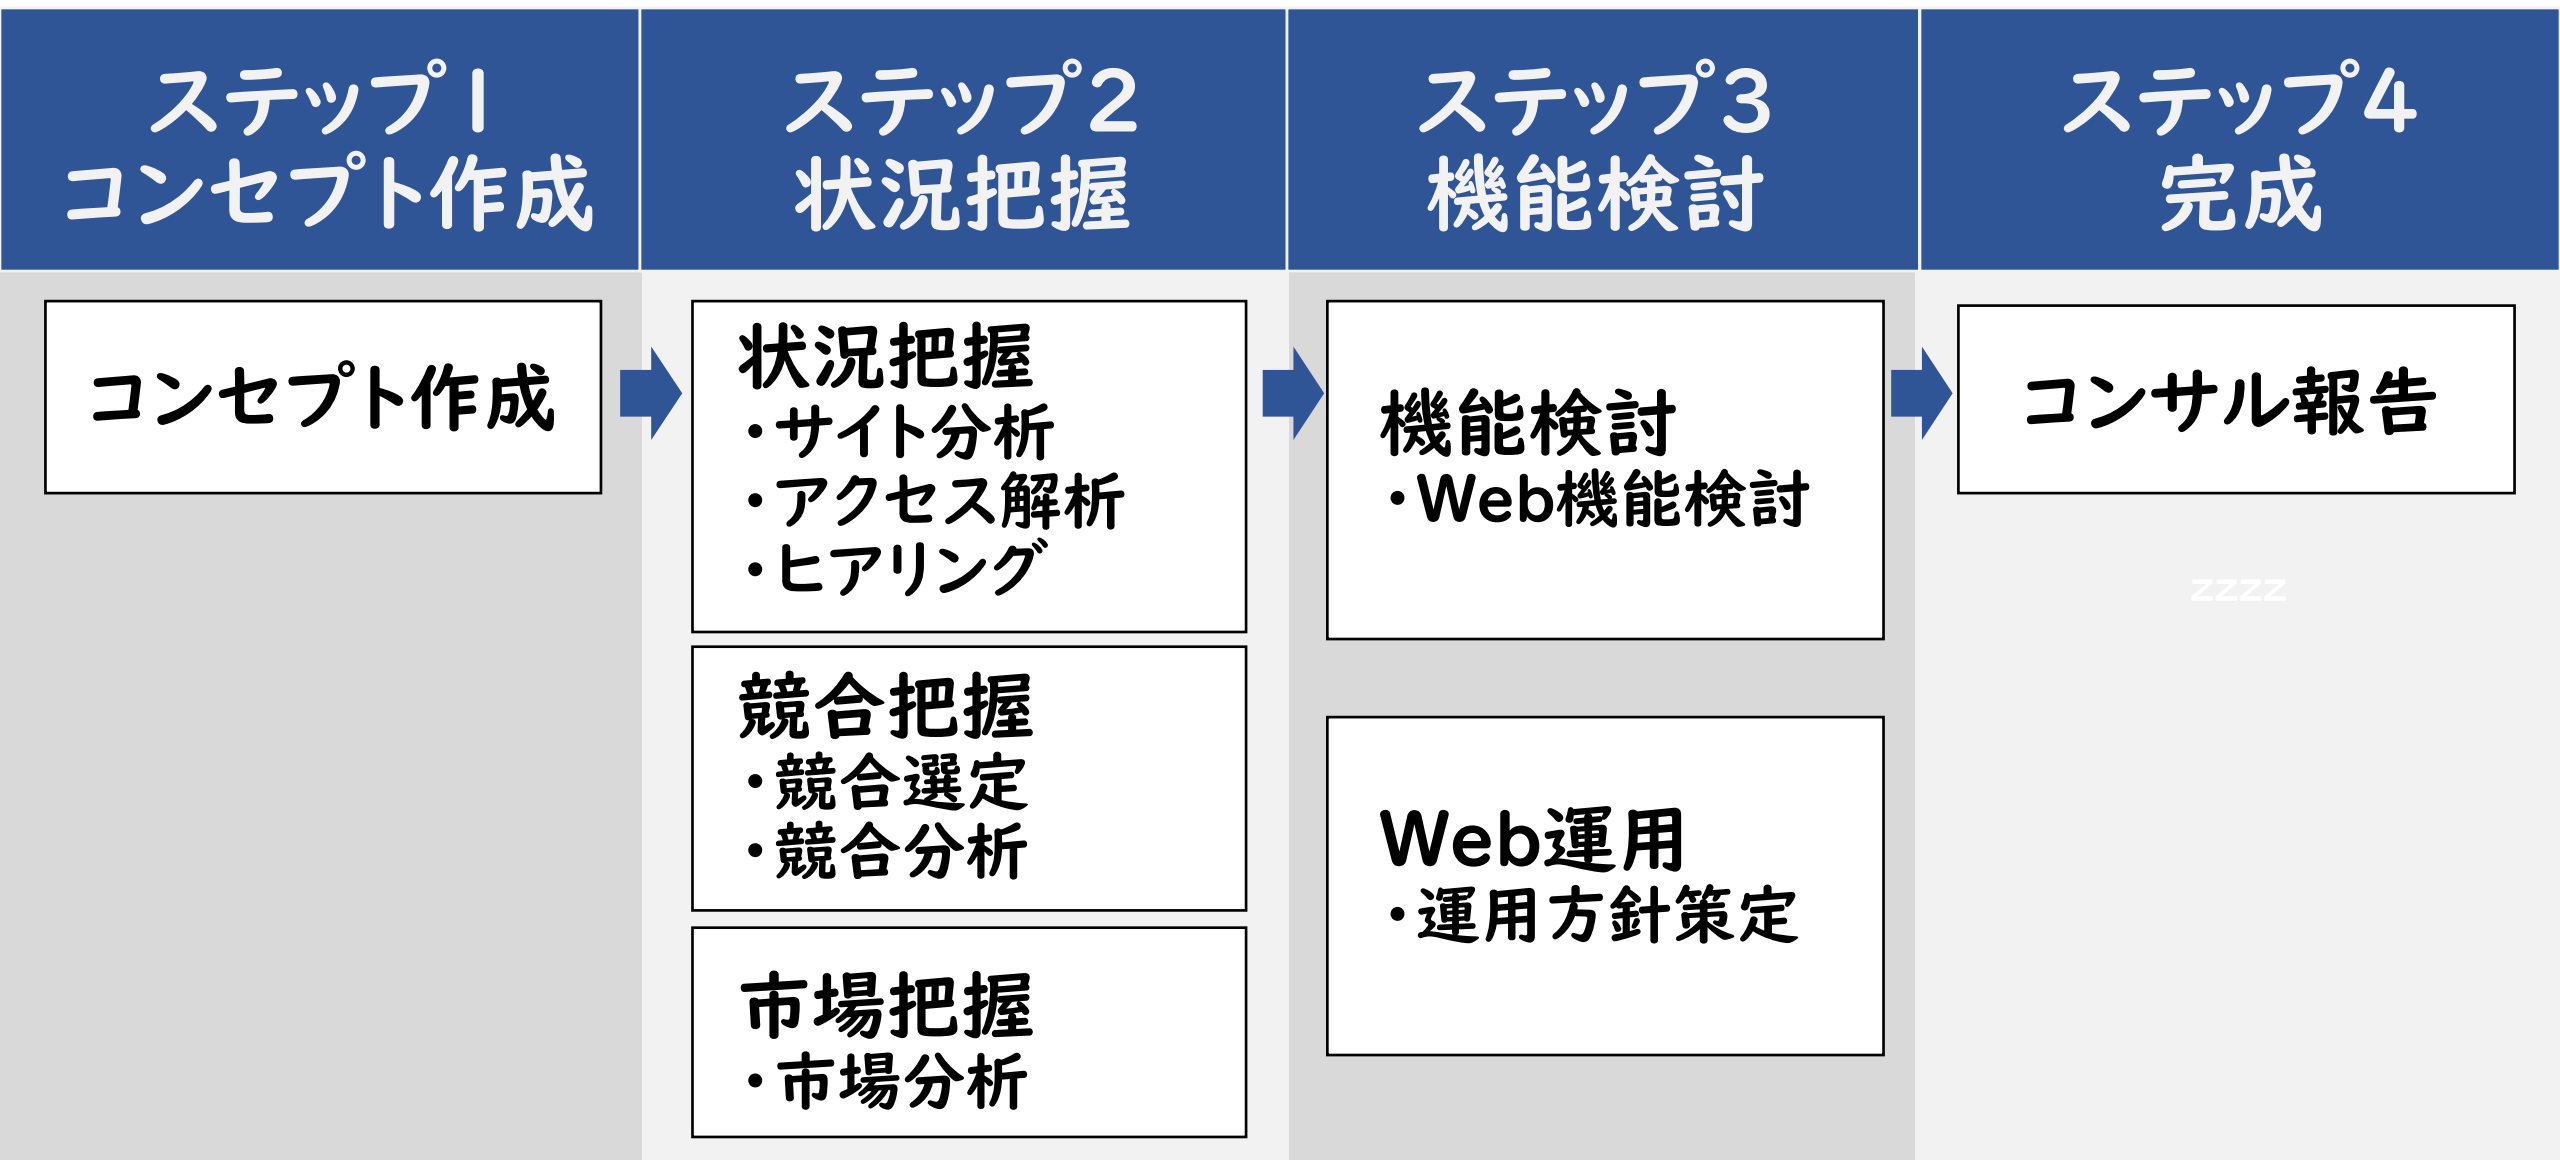 ステップ1
コンセプト作成
ステップ2
状況把握
ステップ3
機能検討
ステップ4
完成
コンセプト作成
状況把握
・サイト分析
・アクセス解析
・ヒアリング
競合把握
・競合選定
・競合分析
市場把握
・市場分析
機能検討
・Web機能検討
Web運用
・運用方針策定
コンサル報告
zzzz